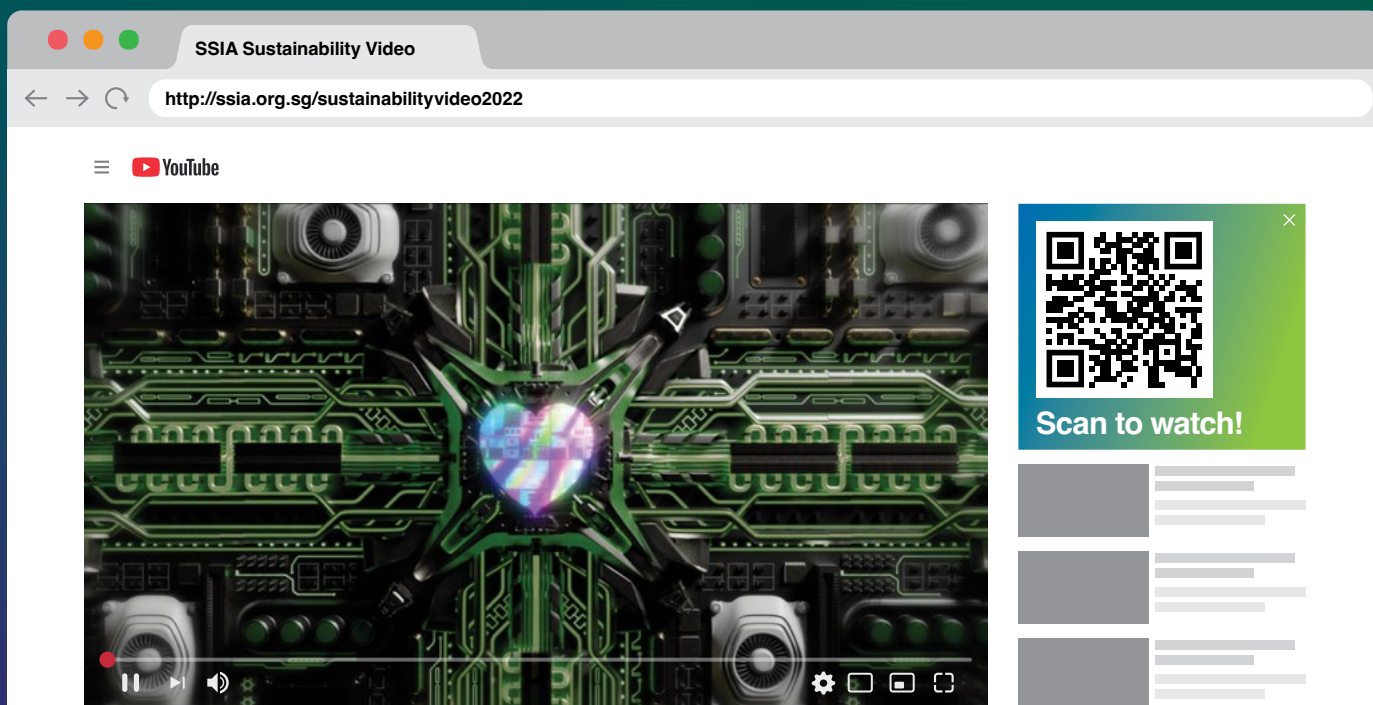 SSIA Sustainability Video
http://ssia.org.sg/sustainabilityvideo2022
YouTube
Scan to watch!